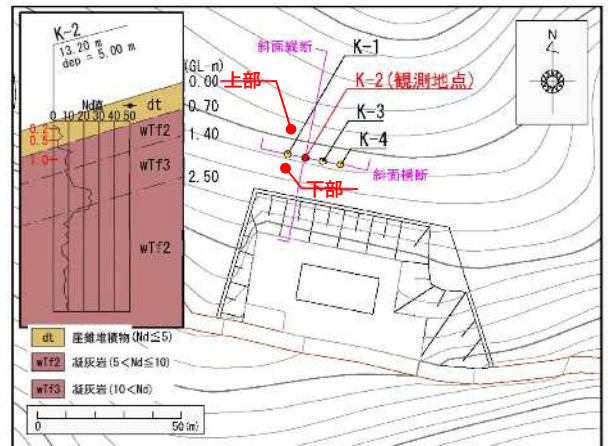 K-2
13.20 m
dep = 5.00 m
(GL-m)
Nd値
0 10 20 30 40 50
0.2
0.5
1.0
dt
wTf2
wTf3
wTf2
0.00
0.70
1.40
2.50
上部
下部
斜面縦断
斜面横断
K-1
K-2(観測地点)
K-3
K-4
N
dt 崖錐堆積物(Nd≦5)
wTf2 凝灰岩(5<Nd≦10)
wTf3 凝灰岩(10<Nd)
0 50(m)